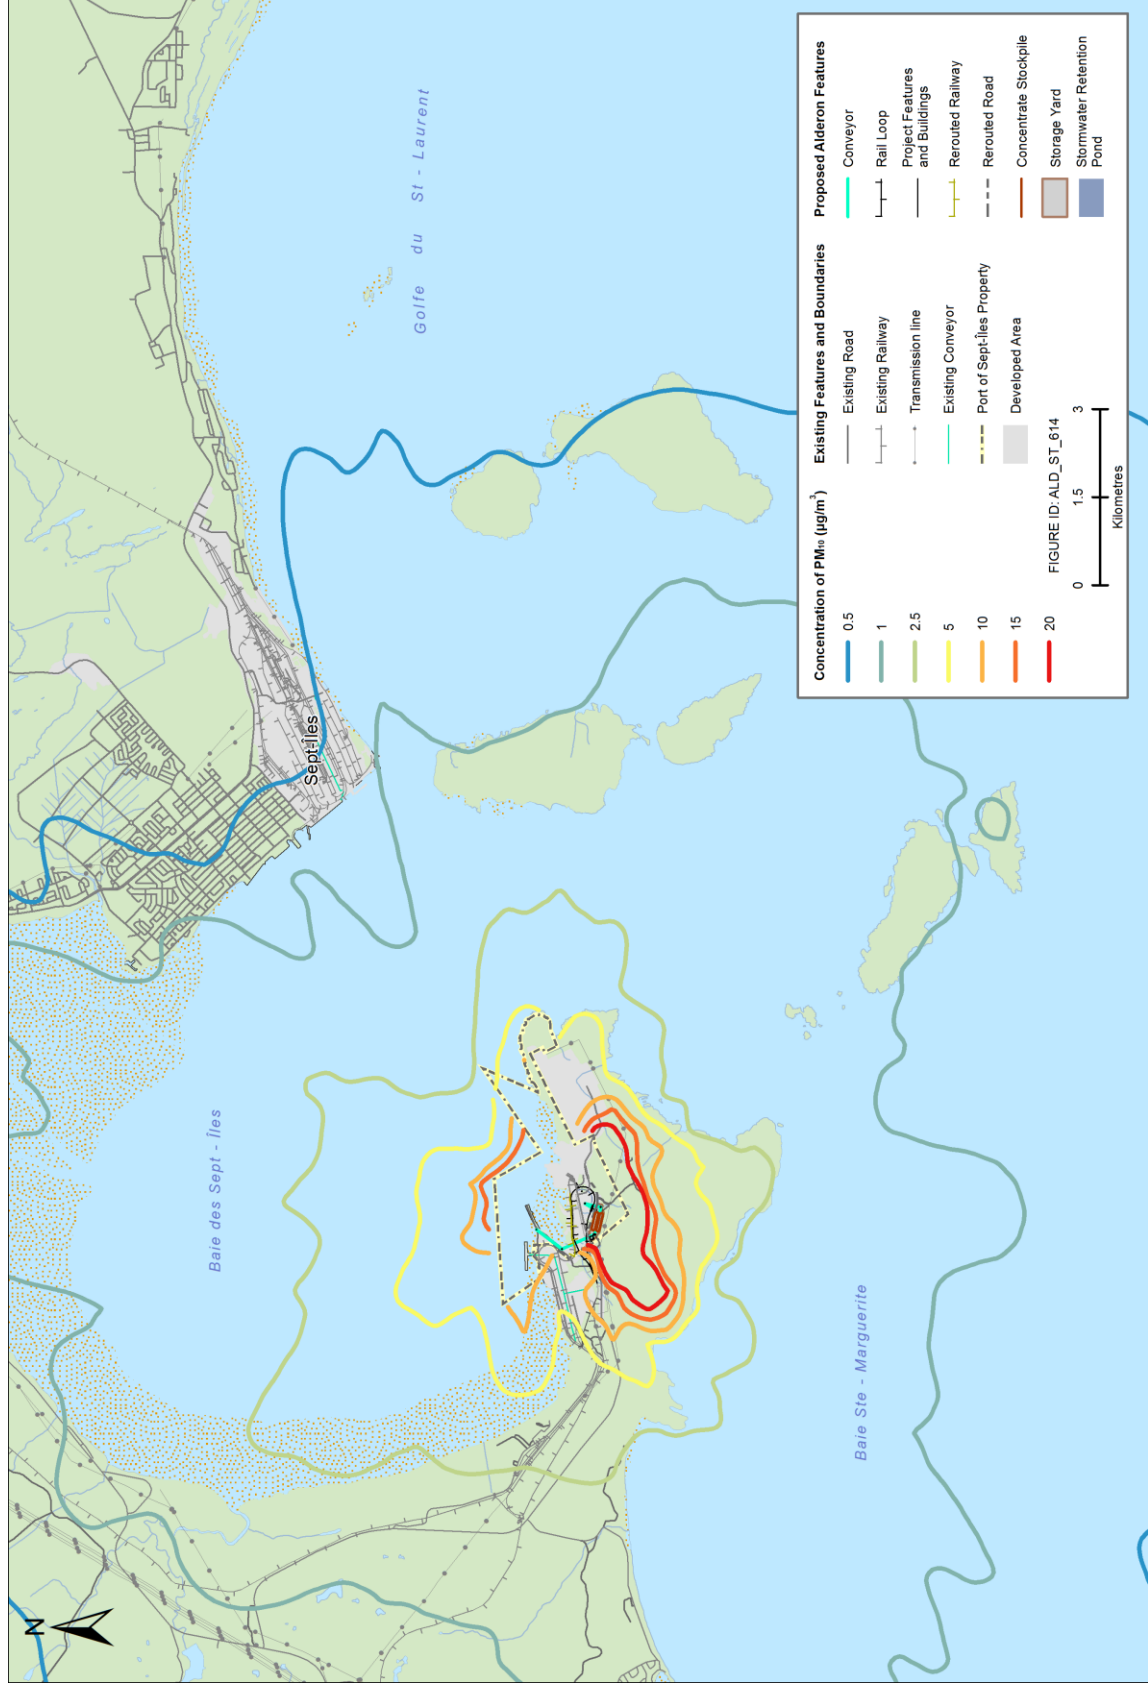 N
Baie des Sept - Îles
Sept-Îles
Golfe du St - Laurent
Baie Ste - Marguerite
Concentration of PM₁₀ (µg/m³)
0.5
1
2.5
5
10
15
20
Existing Features and Boundaries
Existing Road
Existing Railway
Transmission line
Existing Conveyor
Port of Sept-Îles Property
Developed Area
Proposed Alderon Features
Conveyor
Rail Loop
Project Features
and Buildings
Rerouted Railway
Rerouted Road
Concentrate Stockpile
Storage Yard
Stormwater Retention
Pond
FIGURE ID: ALD_ST_614
0 1.5 3
Kilometres